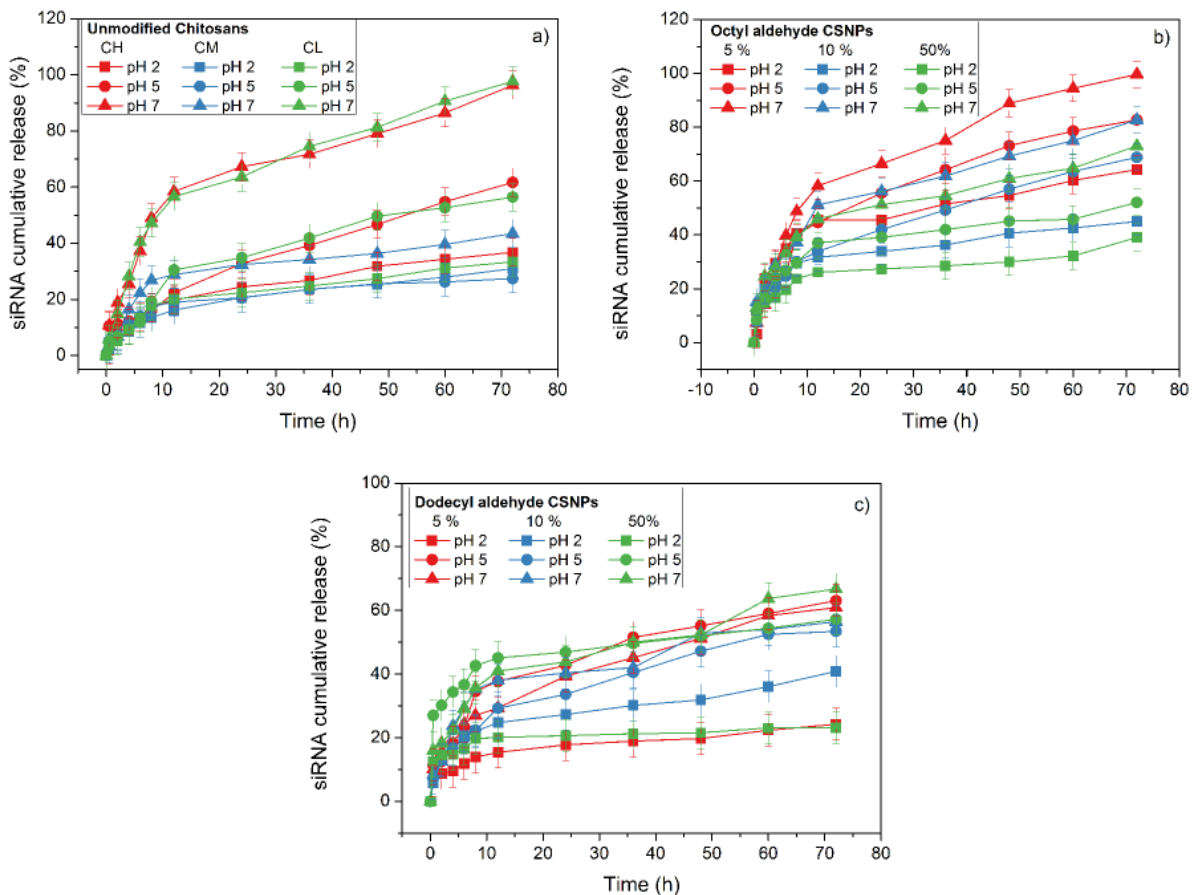 Unmodified Chitosans
CH CM CL
pH 2 pH 2 pH 2
pH 5 pH 5 pH 5
pH 7 pH 7 pH 7
a)
120
100
80
60
40
20
0
siRNA cumulative release (%)
0 10 20 30 40 50 60 70 80
Time (h)
Octyl aldehyde CSNPs
5 % 10 % 50%
pH 2 pH 2 pH 2
pH 5 pH 5 pH 5
pH 7 pH 7 pH 7
b)
120
100
80
60
40
20
0
siRNA cumulative release (%)
-10 0 10 20 30 40 50 60 70 80
Time (h)
Dodecyl aldehyde CSNPs
5 % 10 % 50%
pH 2 pH 2 pH 2
pH 5 pH 5 pH 5
pH 7 pH 7 pH 7
c)
100
80
60
40
20
0
siRNA cumulative release (%)
0 10 20 30 40 50 60 70 80
Time (h)